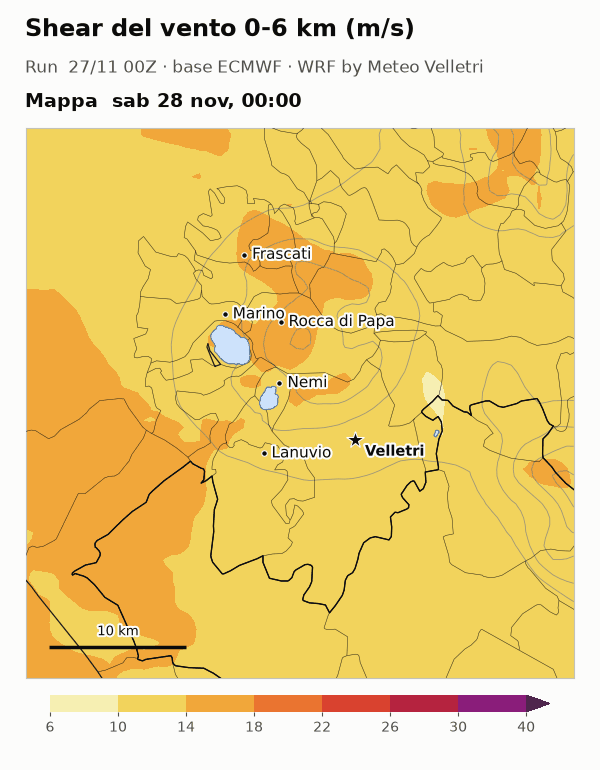 Shear del vento 0-6 km (m/s)
Run  27/11 00Z · base ECMWF · WRF by Meteo Velletri
Mappa  sab 28 nov, 00:00
Frascati
Marino
Rocca di Papa
Nemi
Velletri
Lanuvio
10 km
6 10 14 18 22 26 30 40